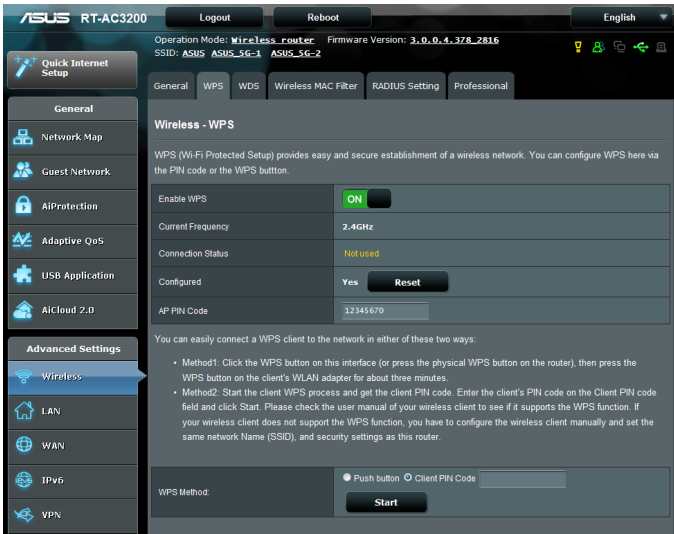 ASUS RT-AC3200 Logout Reboot English
Operation Mode: Wireless router Firmware Version: 3.0.0.4.378_2816
SSID: ASUS ASUS_5G-1 ASUS_5G-2
Quick Internet
Setup
General WPS WDS Wireless MAC Filter RADIUS Setting Professional
General
Network Map
Guest Network
AiProtection
Adaptive QoS
USB Application
AiCloud 2.0
Advanced Settings
Wireless
LAN
WAN
IPv6
VPN
Wireless - WPS
WPS (Wi-Fi Protected Setup) provides easy and secure establishment of a wireless network. You can configure WPS here via
the PIN code or the WPS buttton.
Enable WPS ON
Current Frequency 2.4GHz
Connection Status Not used
Configured Yes Reset
AP PIN Code 12345670
You can easily connect a WPS client to the network in either of these two ways:
• Method1: Click the WPS button on this interface (or press the physical WPS button on the router), then press the
WPS button on the client's WLAN adapter for about three minutes.
• Method2: Start the client WPS process and get the client PIN code. Enter the client's PIN code on the Client PIN code
field and click Start. Please check the user manual of your wireless client to see if it supports the WPS function. If
your wireless client does not support the WPS function, you have to configure the wireless client manually and set the
same network Name (SSID), and security settings as this router.
WPS Method: Push button Client PIN Code
Start